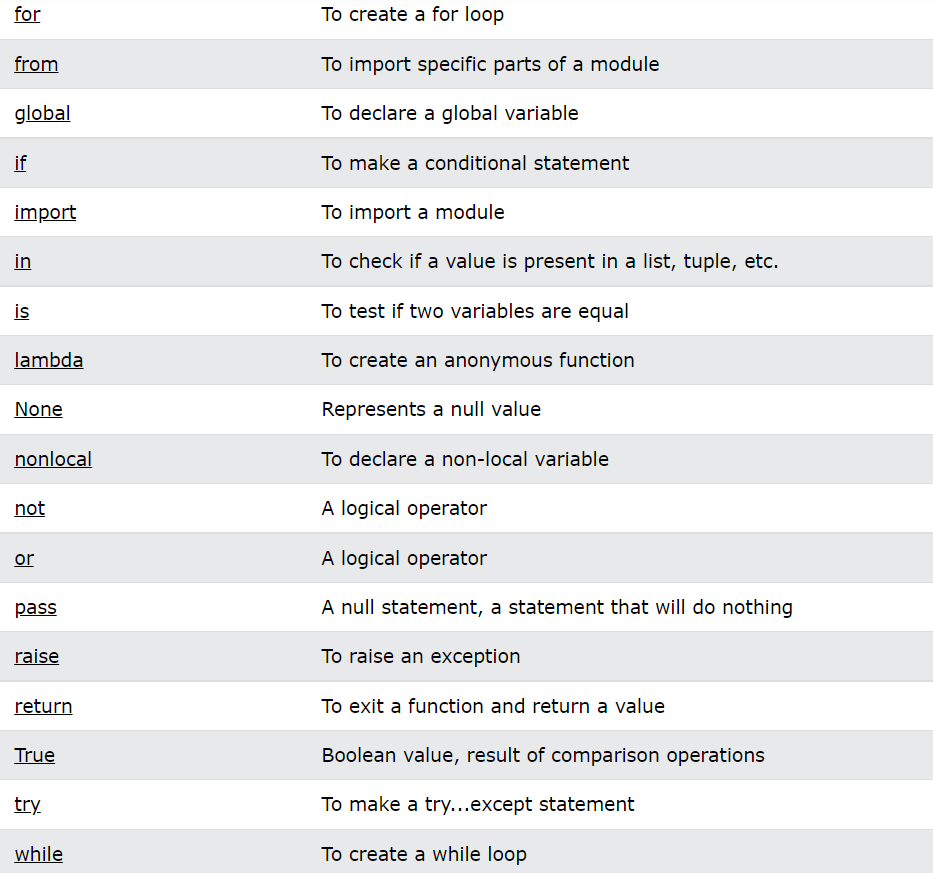 for To create a for loop
from To import specific parts of a module
global To declare a global variable
if To make a conditional statement
import To import a module
in To check if a value is present in a list, tuple, etc.
is To test if two variables are equal
lambda To create an anonymous function
None Represents a null value
nonlocal To declare a non-local variable
not A logical operator
or A logical operator
pass A null statement, a statement that will do nothing
raise To raise an exception
return To exit a function and return a value
True Boolean value, result of comparison operations
try To make a try...except statement
while To create a while loop